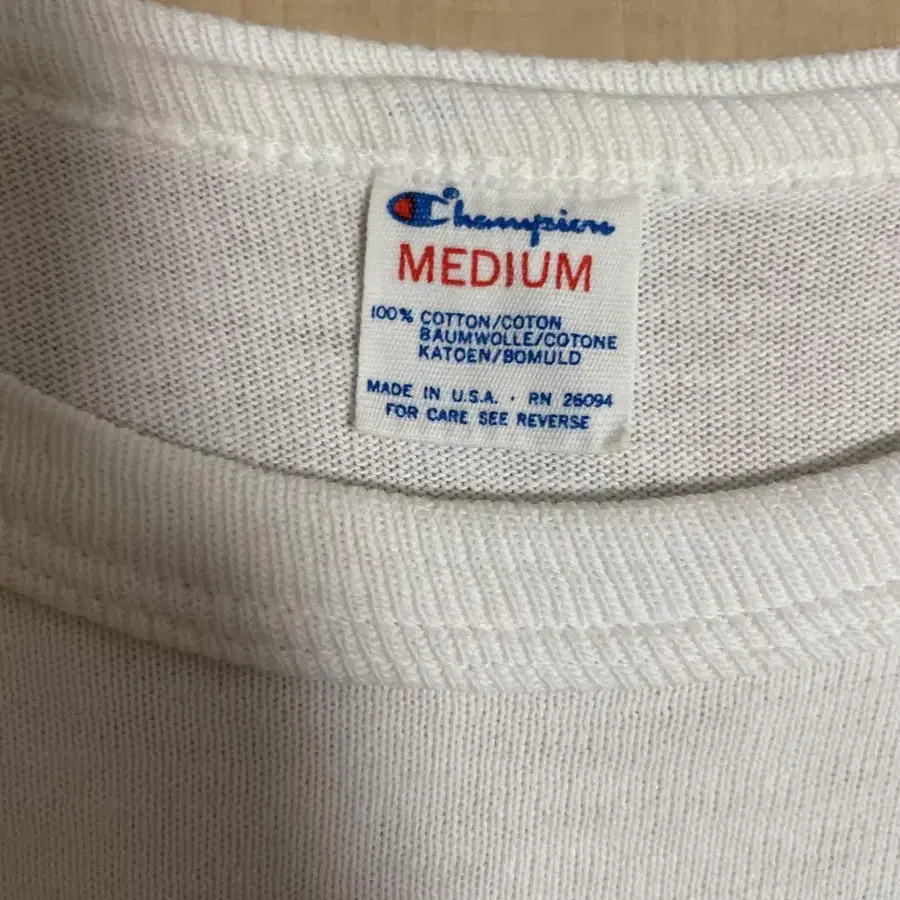 Champion
MEDIUM
100% COTTON/COTON
BAUMWOLLE/COTONE
KATOEN/BOMULD
MADE IN U.S.A. · RN 26094
FOR CARE SEE REVERSE